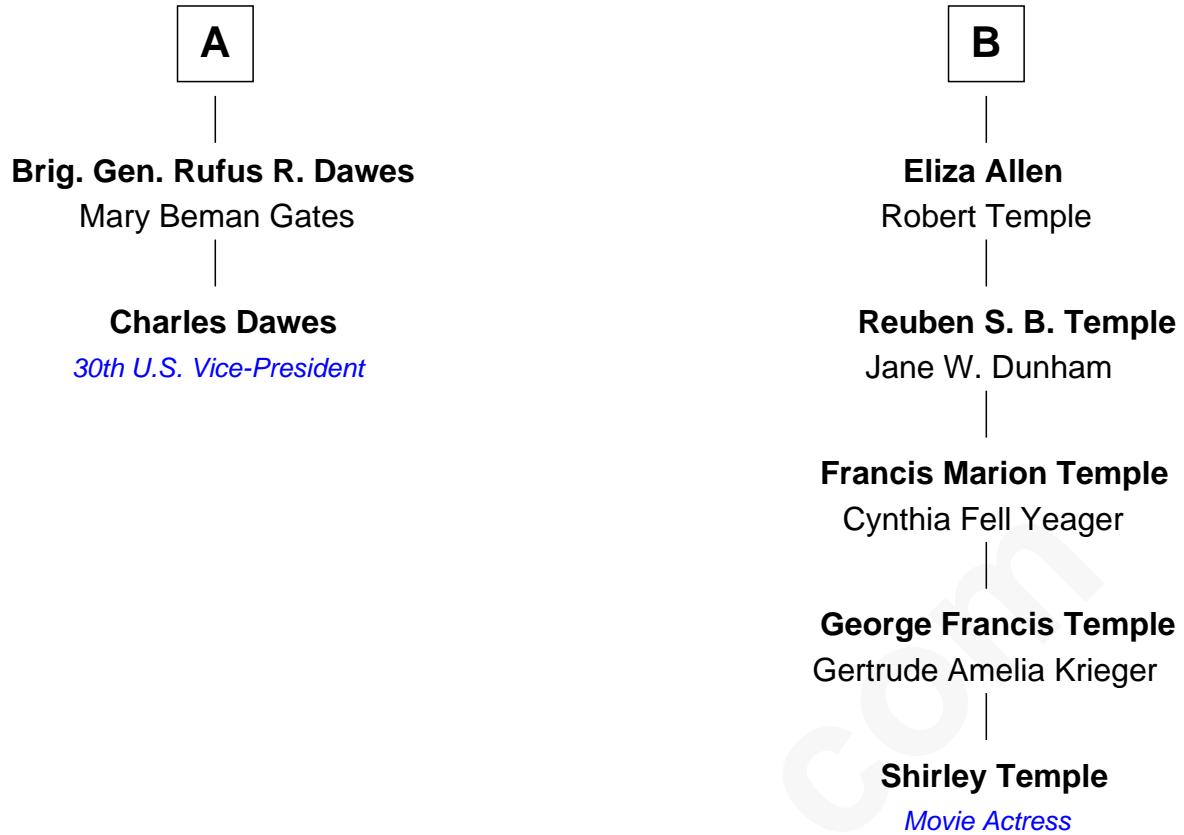 A
Brig. Gen. Rufus R. Dawes
Mary Beman Gates
Charles Dawes
30th U.S. Vice-President
B
Eliza Allen
Robert Temple
Reuben S. B. Temple
Jane W. Dunham
Francis Marion Temple
Cynthia Fell Yeager
George Francis Temple
Gertrude Amelia Krieger
Shirley Temple
Movie Actress
com